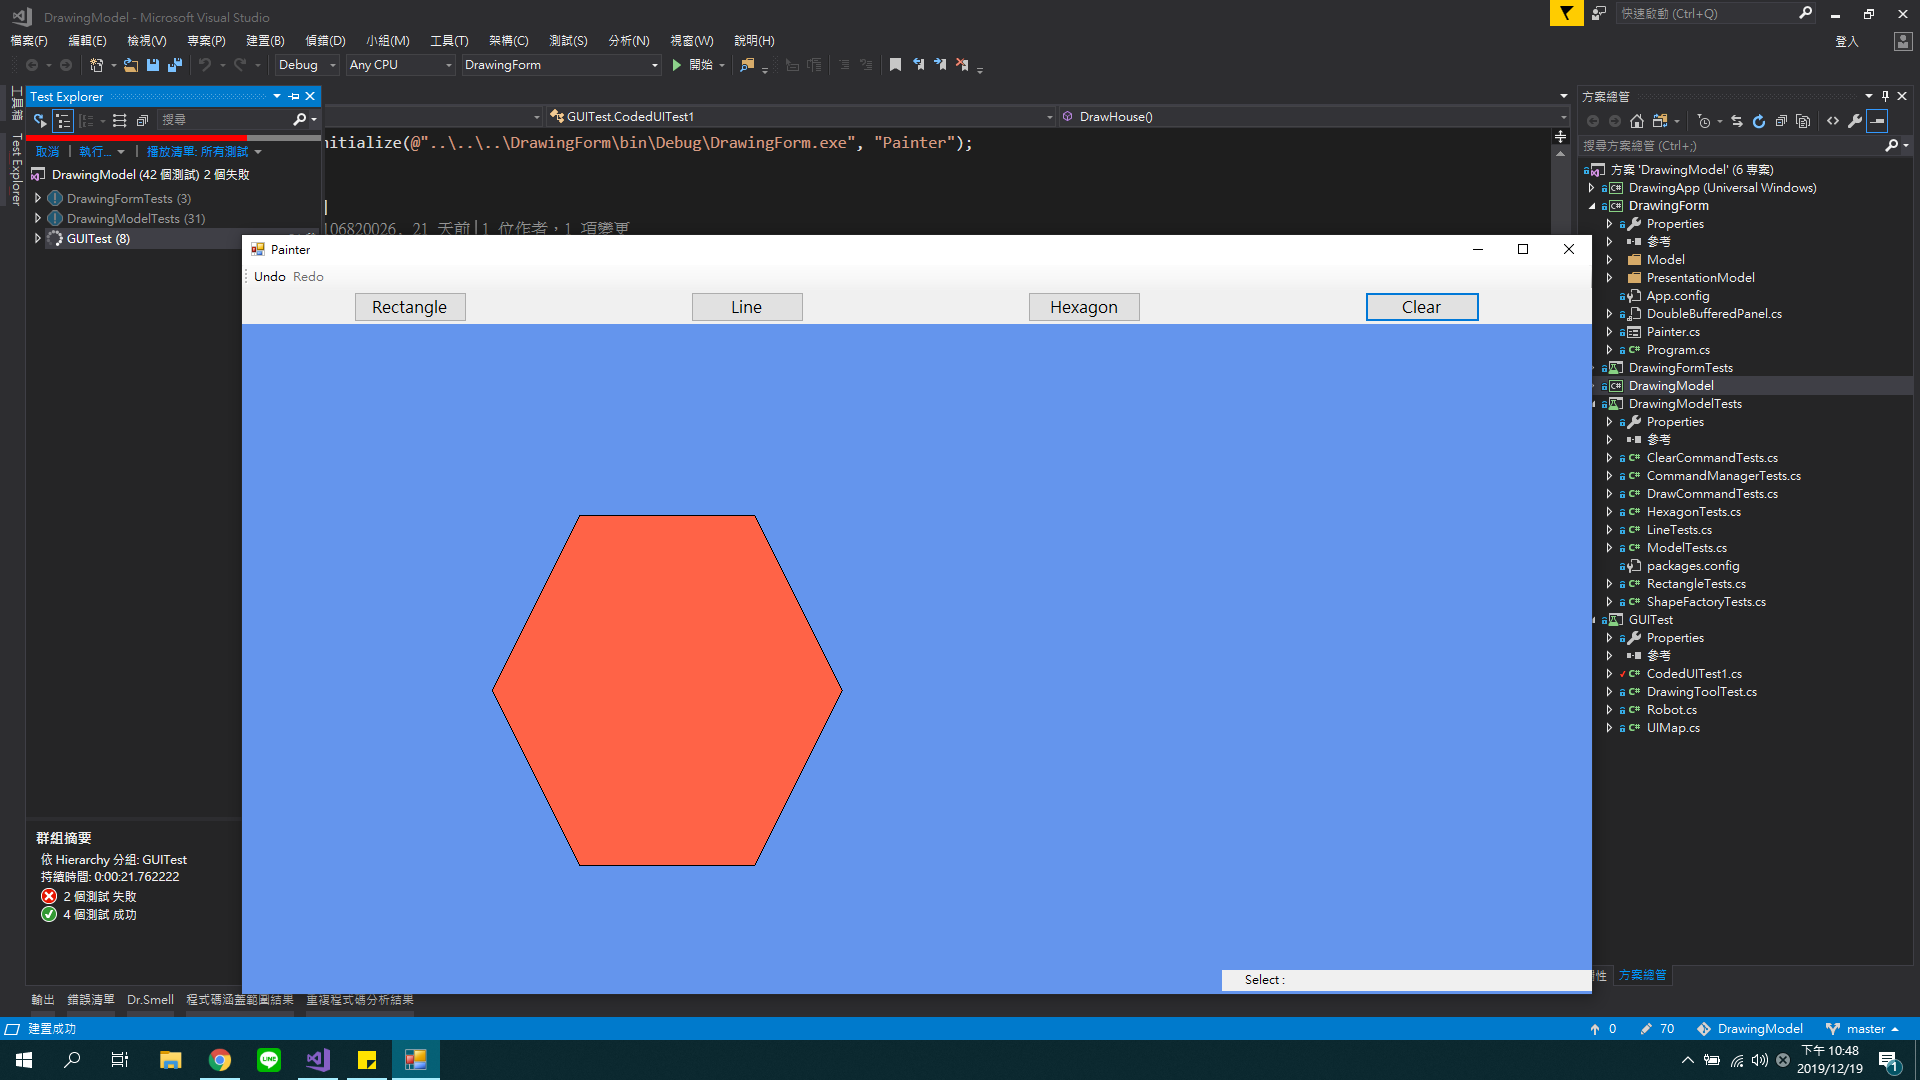 DrawingModel - Microsoft Visual Studio
快速啟動 (Ctrl+Q)
檔案(F) 編輯(E) 檢視(V) 專案(P) 建置(B) 偵錯(D) 小組(M) 工具(T) 架構(C) 測試(S) 分析(N) 視窗(W) 說明(H)
登入
Debug Any CPU DrawingForm 開始
工具箱
Test Explorer
Test Explorer
搜尋
取消 執行... 播放清單: 所有測試
DrawingModel (42 個測試) 2 個失敗
DrawingFormTests (3)
DrawingModelTests (31)
GUITest (8)
GUITest.CodedUITest1
DrawHouse()
nitialize(@"..\..\..\DrawingForm\bin\Debug\DrawingForm.exe", "Painter");
106820026, 21 天前 | 1 位作者，1 項變更
Painter
Undo Redo
Rectangle Line Hexagon Clear
Select :
群組摘要
依 Hierarchy 分組: GUITest
持續時間: 0:00:21.762222
2 個測試 失敗
4 個測試 成功
方案總管
搜尋方案總管 (Ctrl+;)
方案 'DrawingModel' (6 專案)
DrawingApp (Universal Windows)
DrawingForm
Properties
參考
Model
PresentationModel
App.config
DoubleBufferedPanel.cs
Painter.cs
Program.cs
DrawingFormTests
DrawingModel
DrawingModelTests
Properties
參考
ClearCommandTests.cs
CommandManagerTests.cs
DrawCommandTests.cs
HexagonTests.cs
LineTests.cs
ModelTests.cs
packages.config
RectangleTests.cs
ShapeFactoryTests.cs
GUITest
Properties
參考
CodedUITest1.cs
DrawingToolTest.cs
Robot.cs
UIMap.cs
性 方案總管
輸出 錯誤清單 Dr.Smell 程式碼涵蓋範圍結果 重複程式碼分析結果
建置成功
0 70 DrawingModel master
下午 10:48
2019/12/19
1